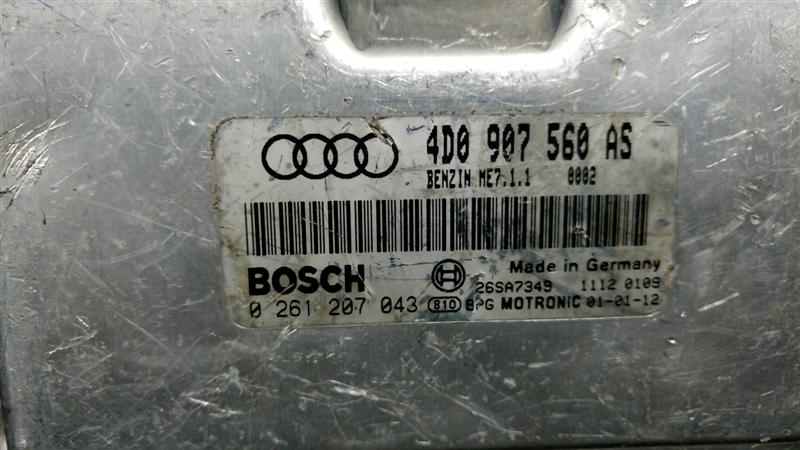 4D0 907 560 AS
BENZIN ME7.1.1 0002
BOSCH
Made in Germany
26SA7349 1112 0109
0 261 207 043 810 BPG MOTRONIC 01-01-12